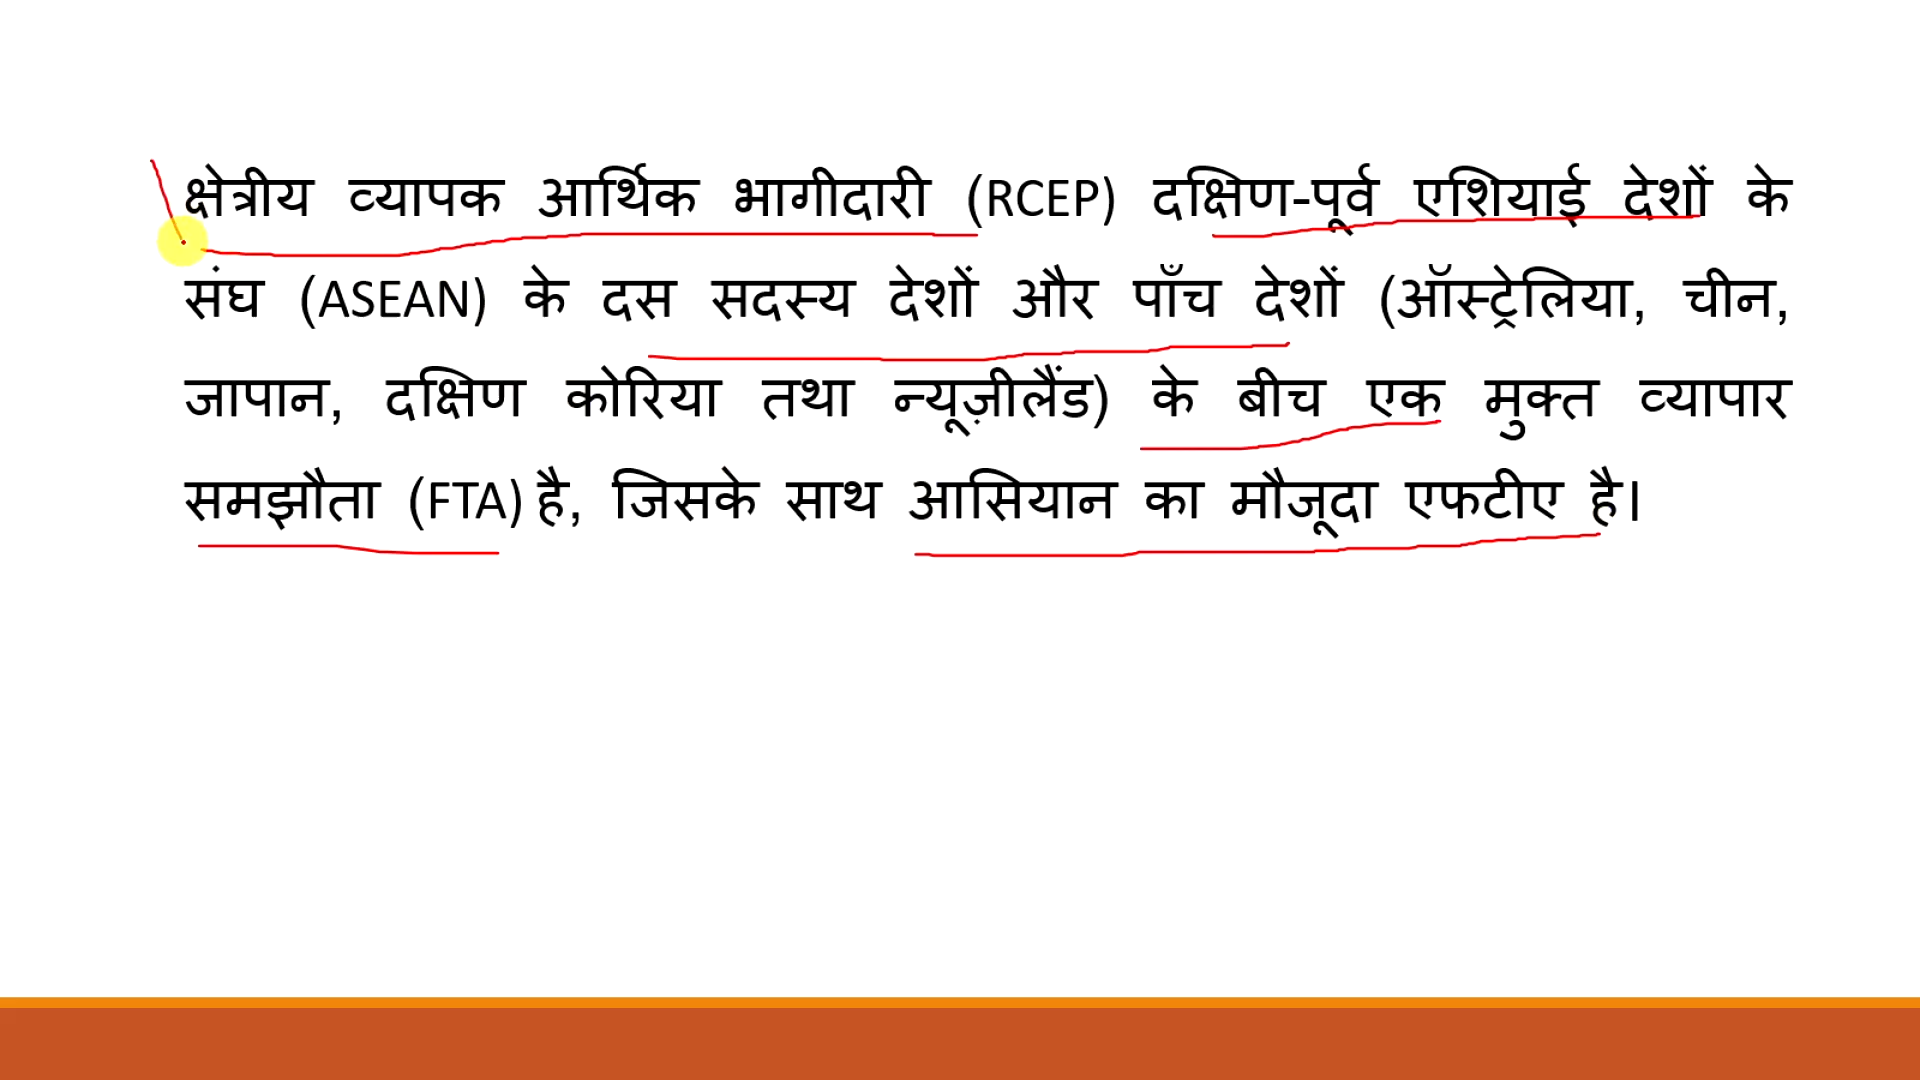 क्षेत्रीय व्यापक आर्थिक भागीदारी (RCEP) दक्षिण-पूर्व एशियाई देशों के
संघ (ASEAN) के दस सदस्य देशों और पाँच देशों (ऑस्ट्रेलिया, चीन,
जापान, दक्षिण कोरिया तथा न्यूज़ीलैंड) के बीच एक मुक्त व्यापार
समझौता (FTA) है, जिसके साथ आसियान का मौजूदा एफटीए है।